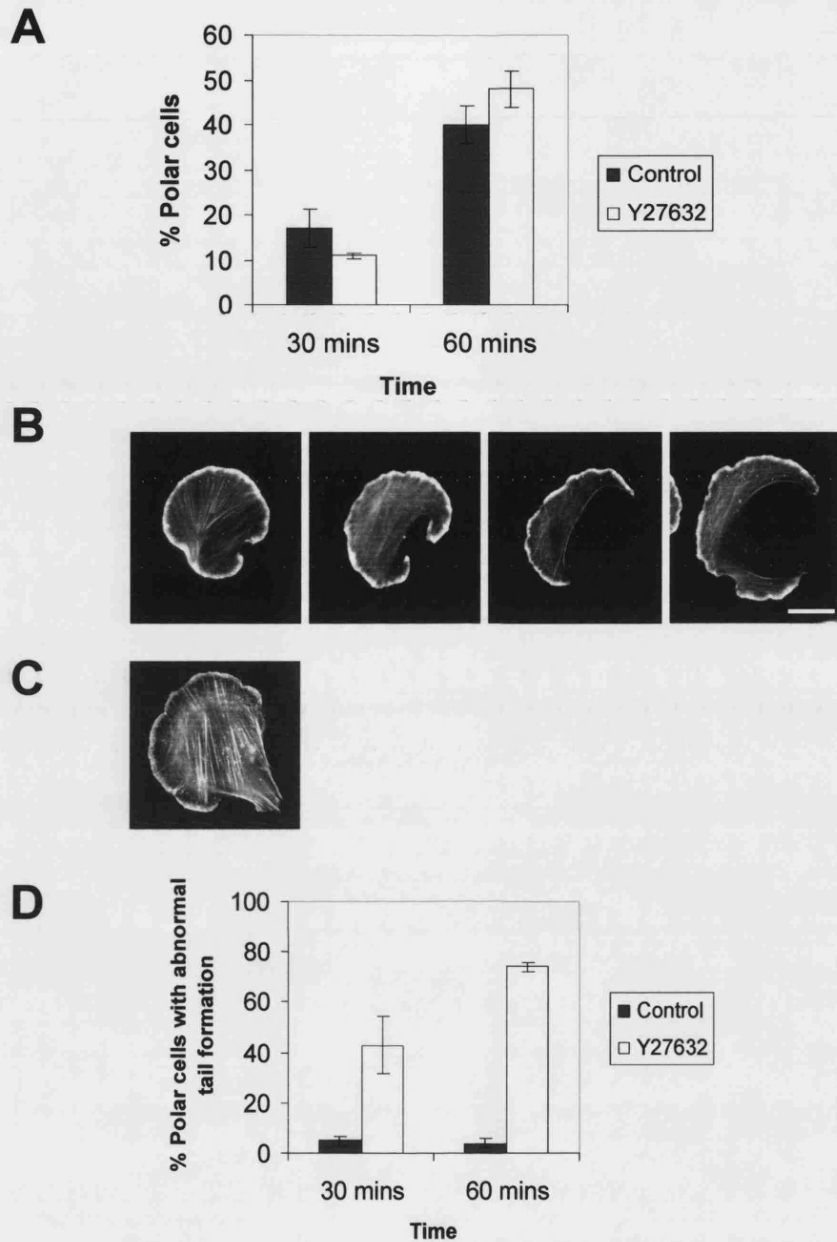 A
60
50
40
30
20
10
0
% Polar cells
30 mins
60 mins
Time
Control
Y27632
B
C
D
100
80
60
40
20
0
% Polar cells with abnormal
tail formation
30 mins
60 mins
Time
Control
Y27632